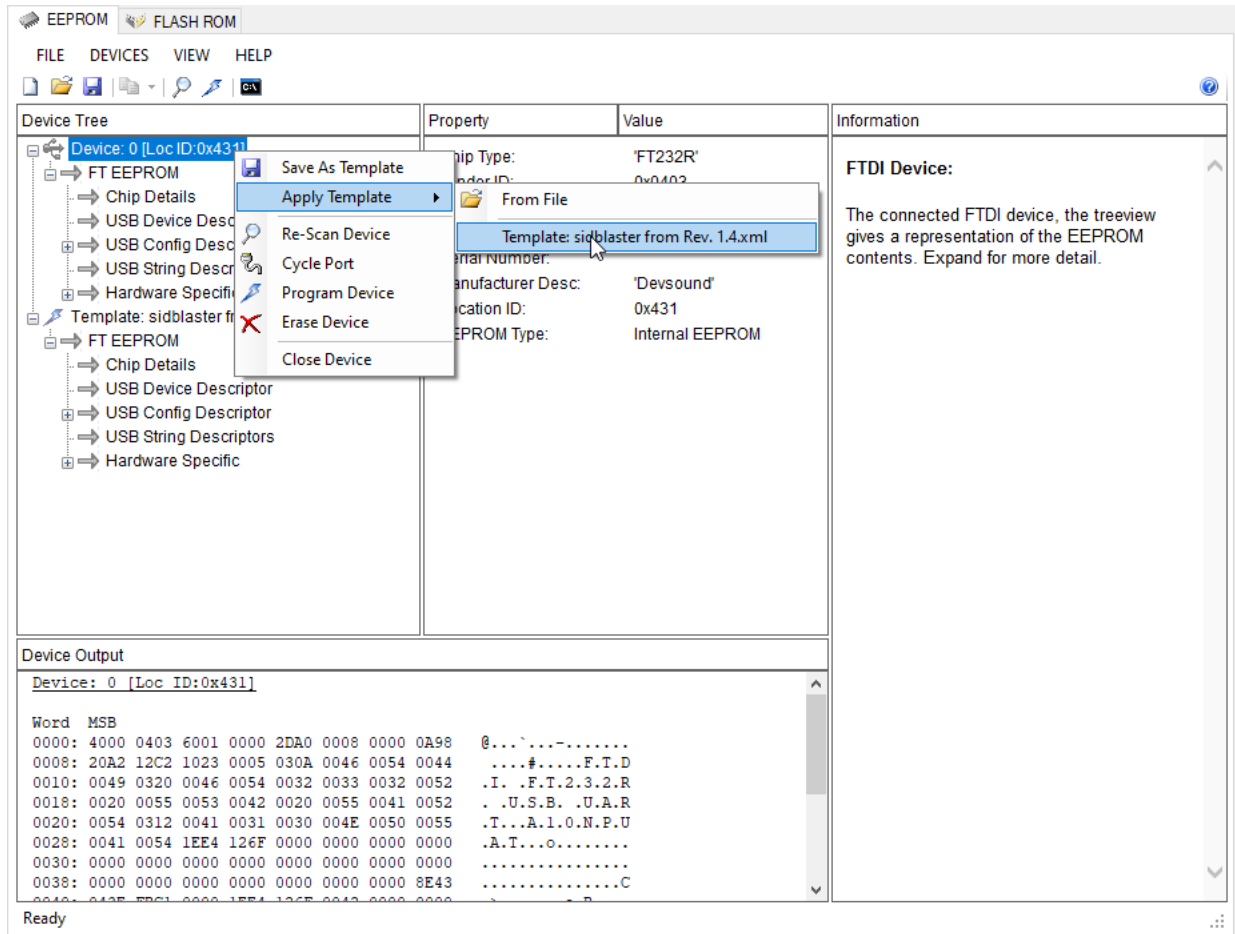 EEPROM FLASH ROM
FILE DEVICES VIEW HELP
C:\
Device Tree
Device: 0 [Loc ID:0x431]
FT EEPROM
Chip Details
USB Device Desc
USB Config Desc
USB String Descr
Hardware Specifi
Template: sidblaster fr
FT EEPROM
Chip Details
USB Device Descriptor
USB Config Descriptor
USB String Descriptors
Hardware Specific
Save As Template
Apply Template
Re-Scan Device
Cycle Port
Program Device
Erase Device
Close Device
From File
Template: sidblaster from Rev. 1.4.xml
Property Value
hip Type: 'FT232R'
ndor ID: 0x0403
erial Number:
anufacturer Desc: 'Devsound'
ocation ID: 0x431
EPROM Type: Internal EEPROM
Information
FTDI Device:
The connected FTDI device, the treeview
gives a representation of the EEPROM
contents. Expand for more detail.
Device Output
Device: 0 [Loc ID:0x431]
Word MSB
0000: 4000 0403 6001 0000 2DA0 0008 0000 0A98 @...`...-.......
0008: 20A2 12C2 1023 0005 030A 0046 0054 0044 ....#.....F.T.D
0010: 0049 0320 0046 0054 0032 0033 0032 0052 .I. .F.T.2.3.2.R
0018: 0020 0055 0053 0042 0020 0055 0041 0052 . .U.S.B. .U.A.R
0020: 0054 0312 0041 0031 0030 004E 0050 0055 .T...A.1.0.N.P.U
0028: 0041 0054 1EE4 126F 0000 0000 0000 0000 .A.T...o........
0030: 0000 0000 0000 0000 0000 0000 0000 0000 ................
0038: 0000 0000 0000 0000 0000 0000 0000 8E43 ...............C
Ready